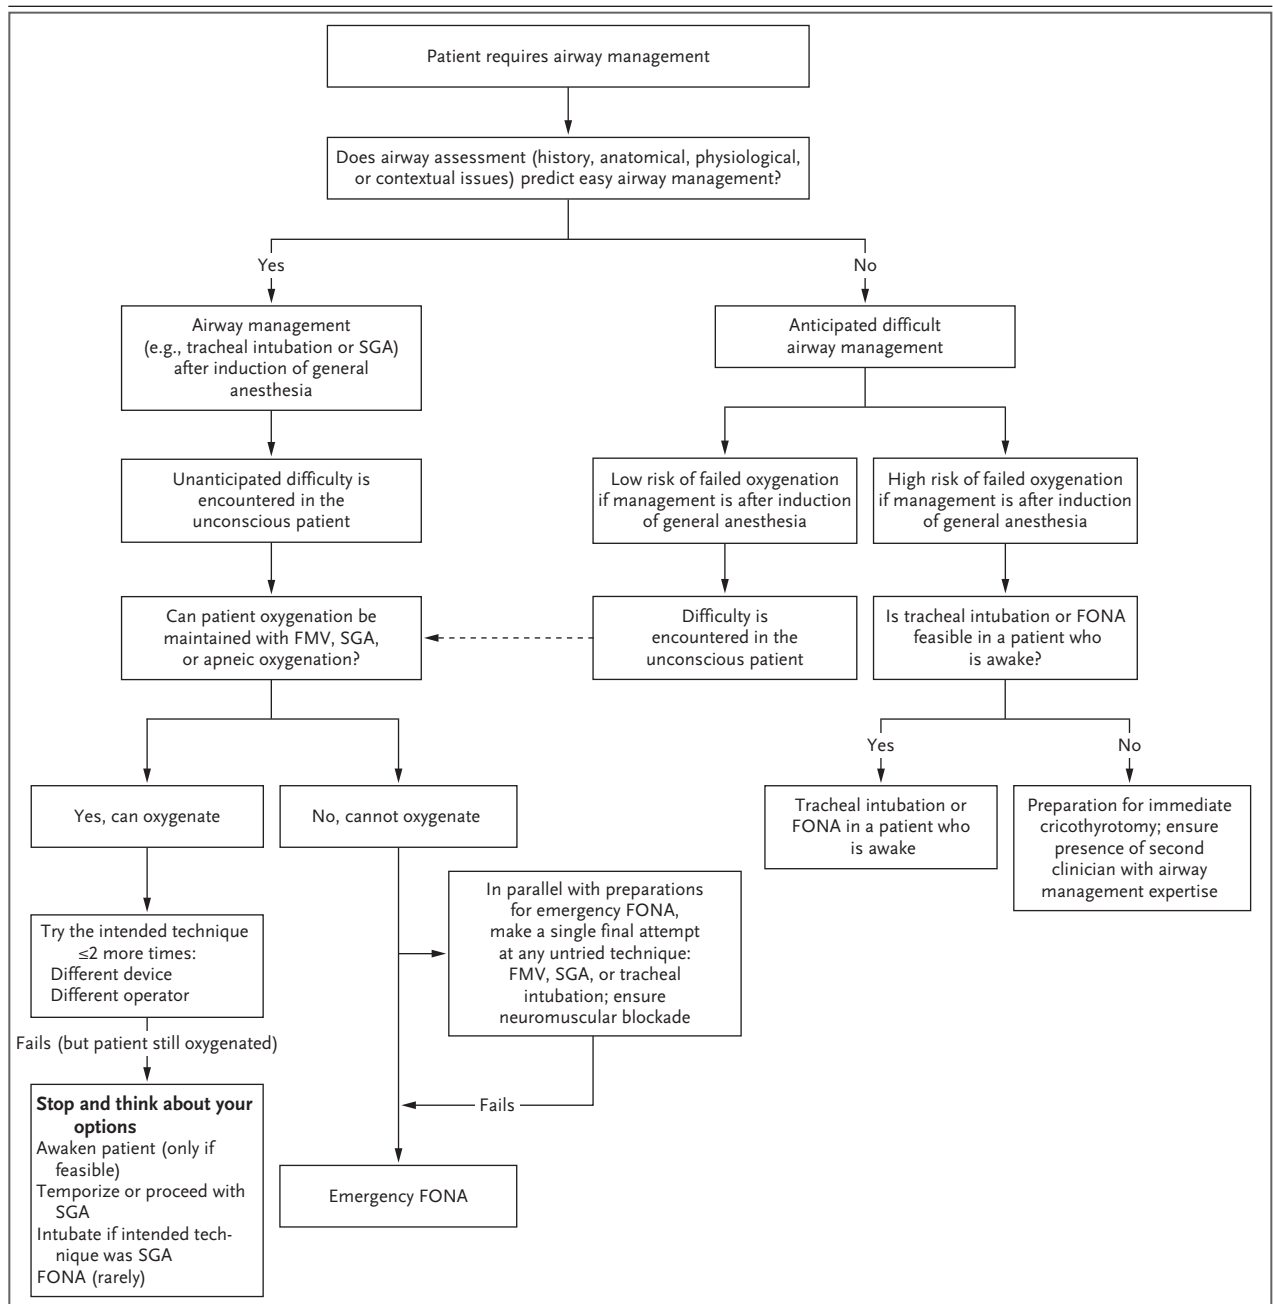 Patient requires airway management
Does airway assessment (history, anatomical, physiological,
or contextual issues) predict easy airway management?
Yes
No
Airway management
(e.g., tracheal intubation or SGA)
after induction of general
anesthesia
Anticipated difficult
airway management
Unanticipated difficulty is
encountered in the
unconscious patient
Low risk of failed oxygenation
if management is after induction
of general anesthesia
High risk of failed oxygenation
if management is after induction
of general anesthesia
Can patient oxygenation be
maintained with FMV, SGA,
or apneic oxygenation?
Difficulty is
encountered in the
unconscious patient
Is tracheal intubation or FONA
feasible in a patient who
is awake?
Yes
No
Yes, can oxygenate
No, cannot oxygenate
Tracheal intubation or
FONA in a patient who
is awake
Preparation for immediate
cricothyrotomy; ensure
presence of second
clinician with airway
management expertise
In parallel with preparations
for emergency FONA,
make a single final attempt
at any untried technique:
FMV, SGA, or tracheal
intubation; ensure
neuromuscular blockade
Try the intended technique
≤2 more times:
Different device
Different operator
Fails (but patient still oxygenated)
Fails
Stop and think about your
options
Awaken patient (only if
feasible)
Temporize or proceed with
SGA
Intubate if intended tech-
nique was SGA
FONA (rarely)
Emergency FONA